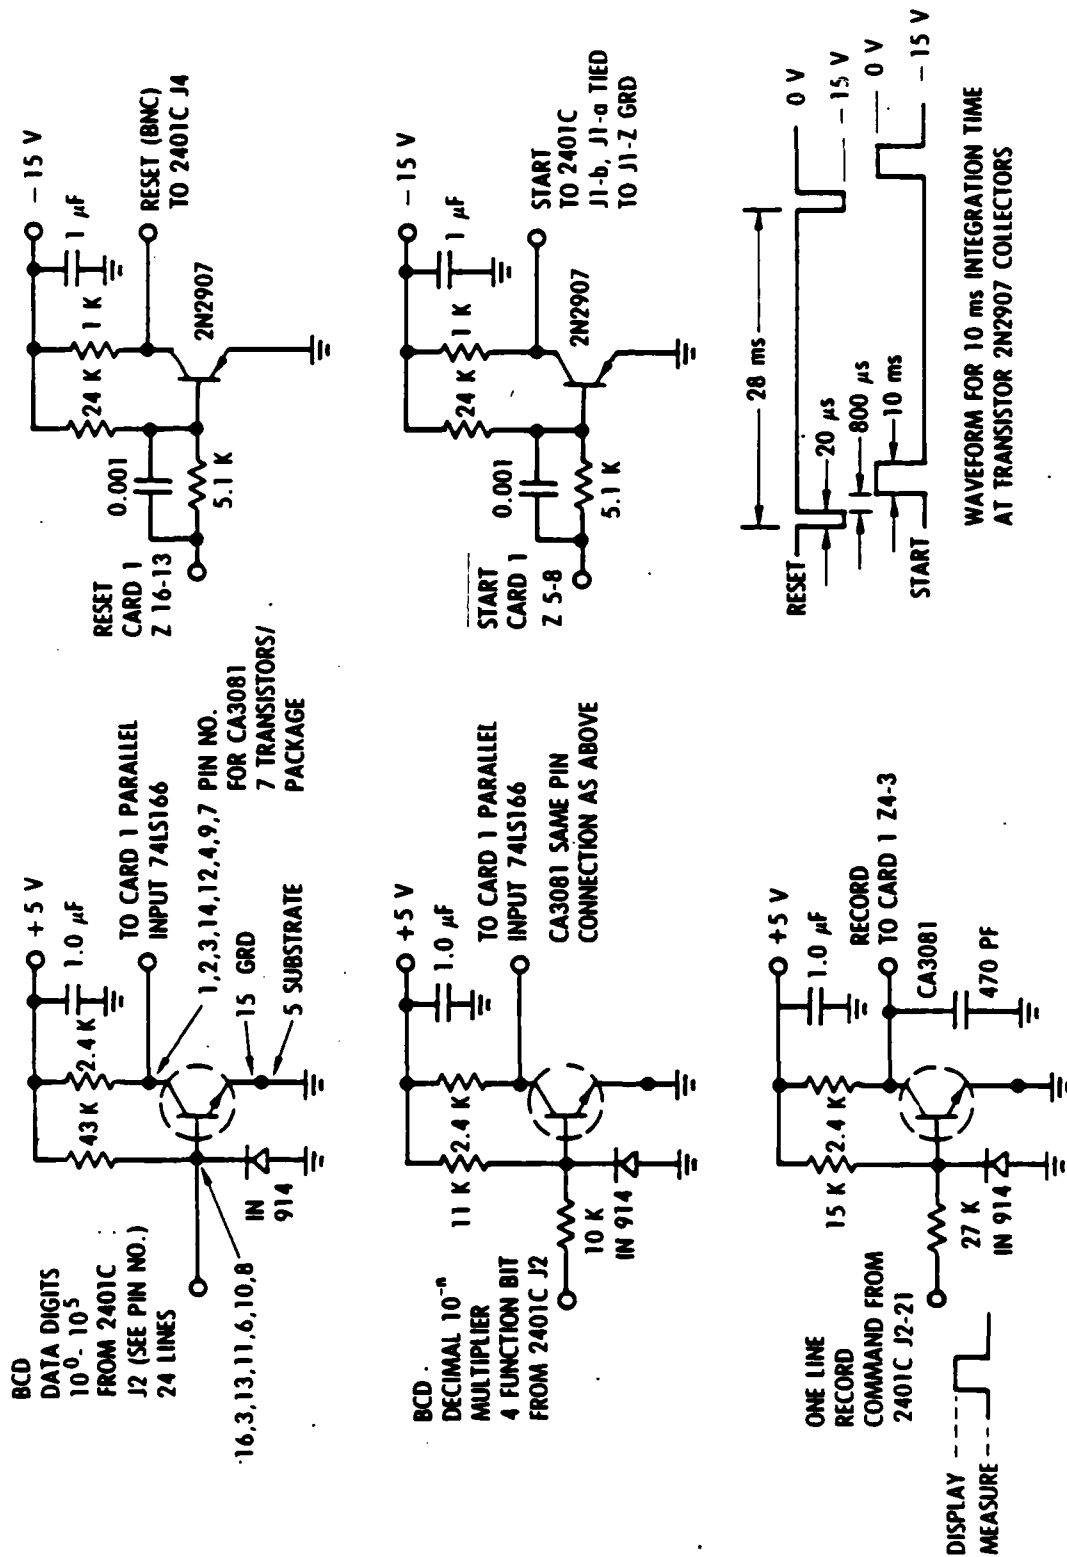 BCD
DATA DIGITS
10⁰- 10⁵
FROM 2401C
J2 (SEE PIN NO.)
24 LINES
43 K
2.4 K
+ 5 V
1.0 µF
TO CARD 1 PARALLEL
INPUT 74LS166
1,2,3,14,12,4,9,7 PIN NO.
FOR CA3081
7 TRANSISTORS/
PACKAGE
15 GRD
5 SUBSTRATE
IN
914
16,3,13,11,6,10,8
BCD
DECIMAL 10⁻ⁿ
MULTIPLIER
4 FUNCTION BIT
FROM 2401C J2
11 K
2.4 K
+ 5 V
1.0 µF
TO CARD 1 PARALLEL
INPUT 74LS166
CA3081 SAME PIN
CONNECTION AS ABOVE
10 K
IN 914
ONE LINE
RECORD
COMMAND FROM
2401C J2-21
DISPLAY
MEASURE
15 K
2.4 K
+ 5 V
1.0 µF
RECORD
TO CARD 1 Z4-3
CA3081
470 PF
27 K
IN 914
RESET
CARD 1
Z 16-13
0.001
5.1 K
24 K
1 K
- 15 V
1 µF
RESET (BNC)
TO 2401C J4
2N2907
START
CARD 1
Z 5-8
0.001
5.1 K
24 K
1 K
- 15 V
1 µF
START
TO 2401C
J1-b, J1-a TIED
TO J1-Z GRD
2N2907
RESET
28 ms
0 V
- 15 V
20 µs
800 µs
10 ms
START
0 V
- 15 V
WAVEFORM FOR 10 ms INTEGRATION TIME
AT TRANSISTOR 2N2907 COLLECTORS